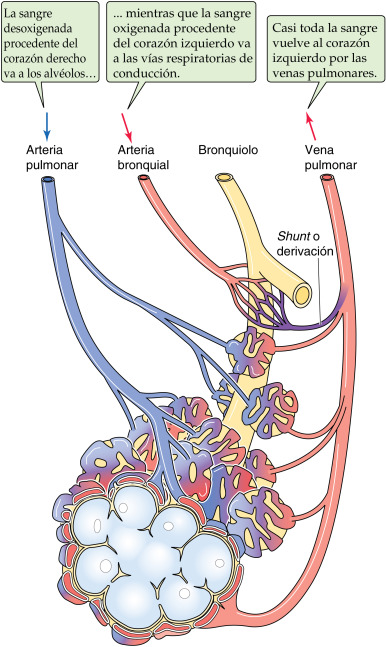 La sangre
desoxigenada
procedente del
corazón derecho
va a los alvéolos…
... mientras que la sangre
oxigenada procedente
del corazón izquierdo va
a las vías respiratorias de
conducción.
Casi toda la sangre
vuelve al corazón
izquierdo por las
venas pulmonares.
Arteria
pulmonar
Arteria
bronquial
Bronquiolo
Vena
pulmonar
Shunt o
derivación